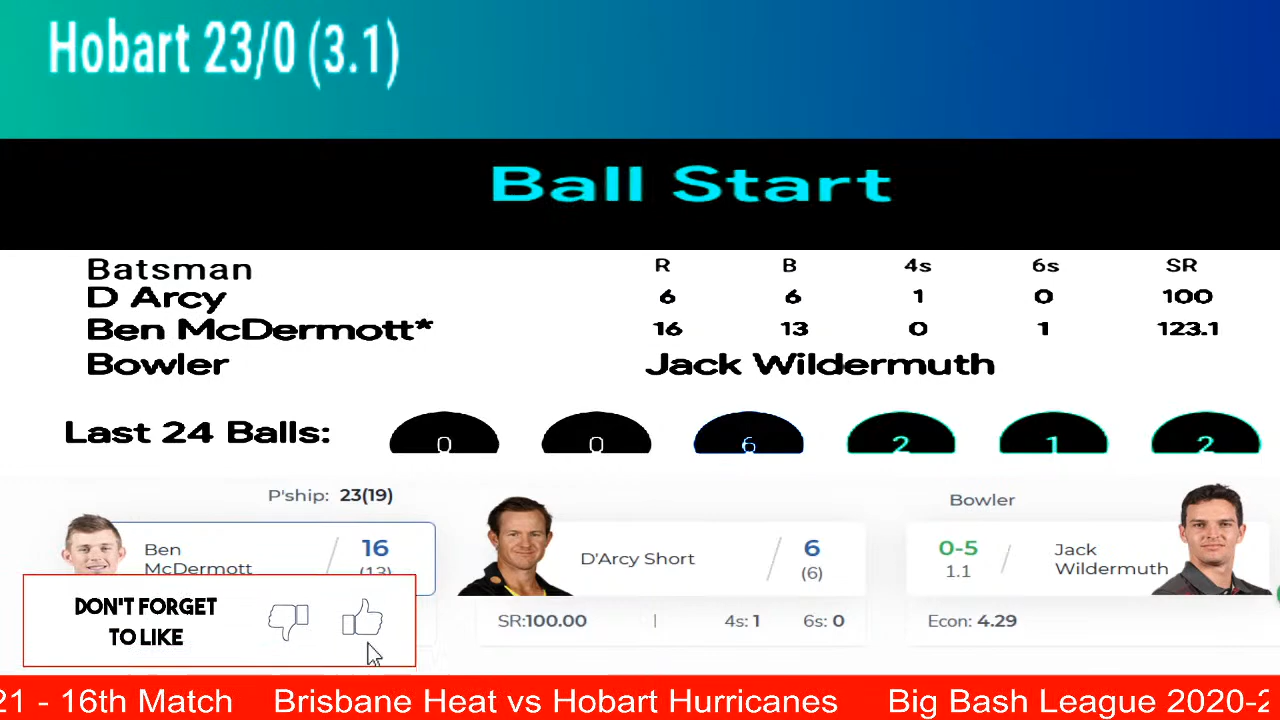 Hobart 23/0 (3.1)
Ball Start
Batsman R B 4s 6s SR
D Arcy 6 6 1 0 100
Ben McDermott* 16 13 0 1 123.1
Bowler Jack Wildermuth
Last 24 Balls: 0 0 6 2 1 2
P'ship: 23(19)
Ben McDermott 16 (13)
D'Arcy Short 6 (6)
SR:100.00 | 4s: 1 6s: 0
Bowler
0-5 1.1 Jack Wildermuth
Econ: 4.29
DON'T FORGET
TO LIKE
21 - 16th Match Brisbane Heat vs Hobart Hurricanes Big Bash League 2020-2